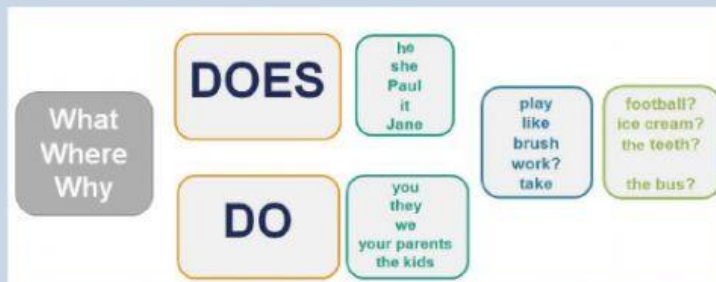 What
Where
Why
DOES
he
she
Paul
it
Jane
DO
you
they
we
your parents
the kids
play
like
brush
work?
take
football?
ice cream?
the teeth?
the bus?